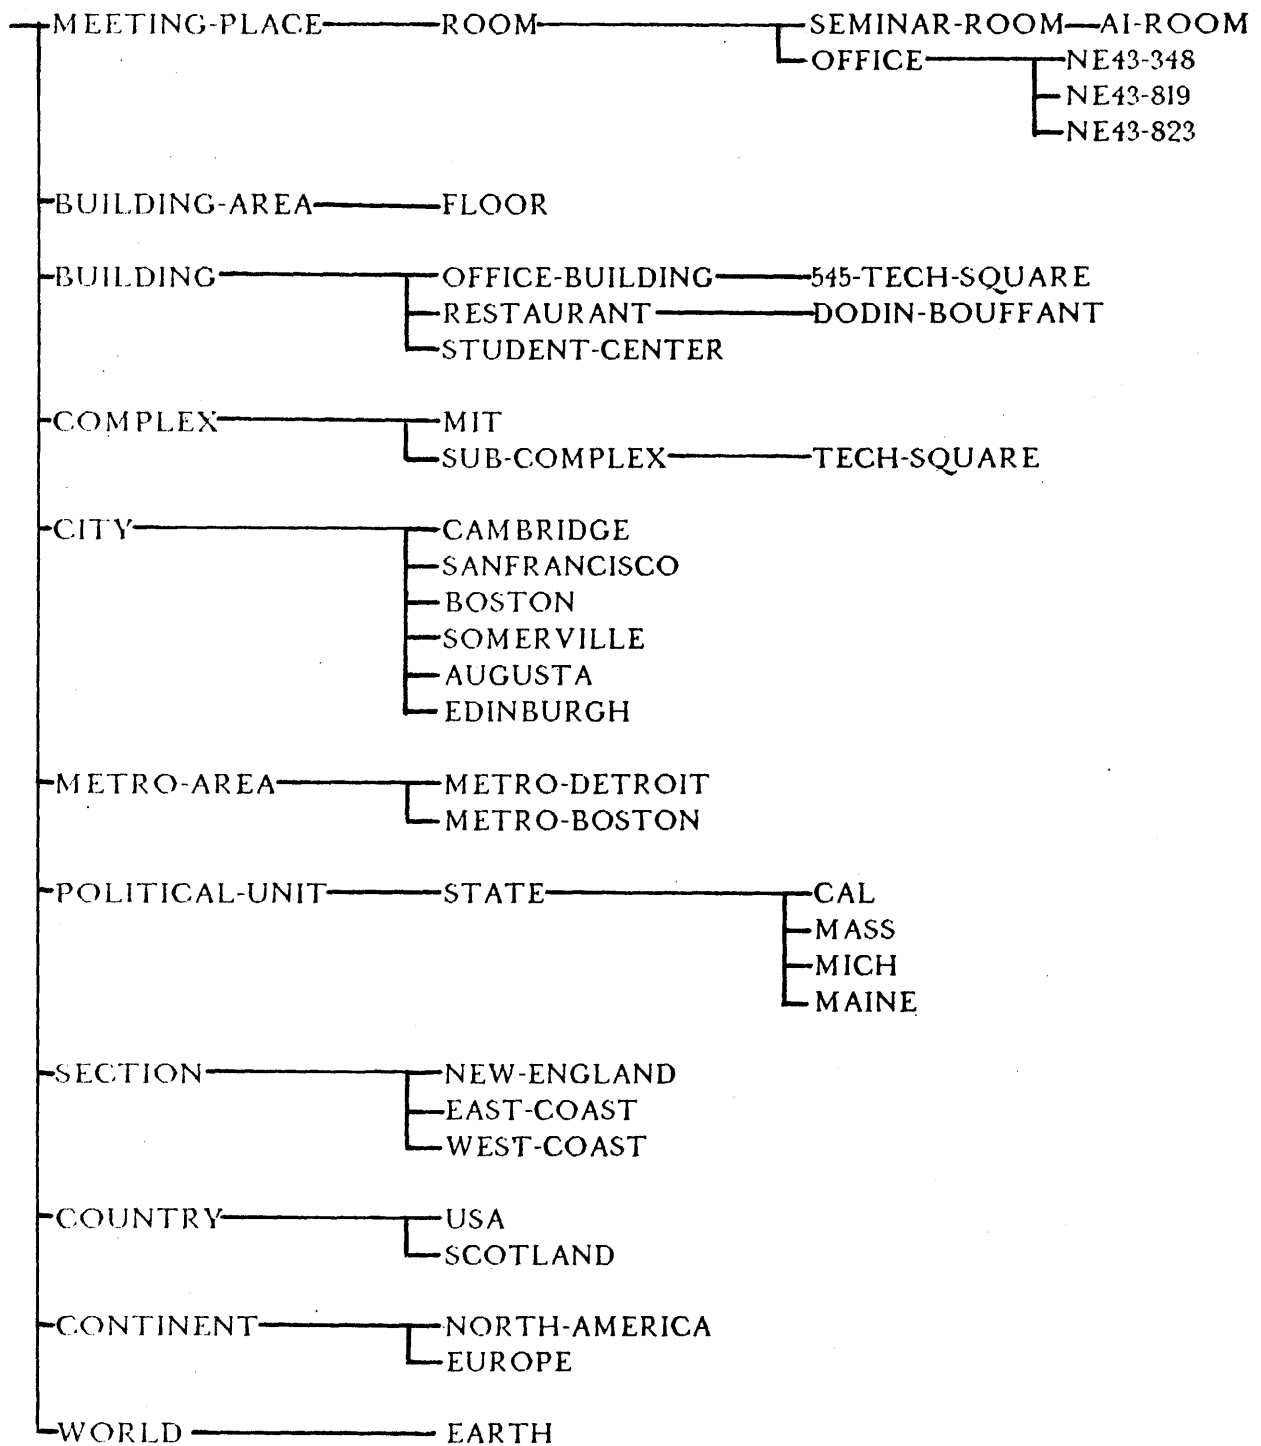 MEETING-PLACE ROOM SEMINAR-ROOM AI-ROOM
OFFICE NE43-348
NE43-819
NE43-823
BUILDING-AREA FLOOR
BUILDING OFFICE-BUILDING 545-TECH-SQUARE
RESTAURANT DODIN-BOUFFANT
STUDENT-CENTER
COMPLEX MIT
SUB-COMPLEX TECH-SQUARE
CITY CAMBRIDGE
SANFRANCISCO
BOSTON
SOMERVILLE
AUGUSTA
EDINBURGH
METRO-AREA METRO-DETROIT
METRO-BOSTON
POLITICAL-UNIT STATE CAL
MASS
MICH
MAINE
SECTION NEW-ENGLAND
EAST-COAST
WEST-COAST
COUNTRY USA
SCOTLAND
CONTINENT NORTH-AMERICA
EUROPE
WORLD EARTH